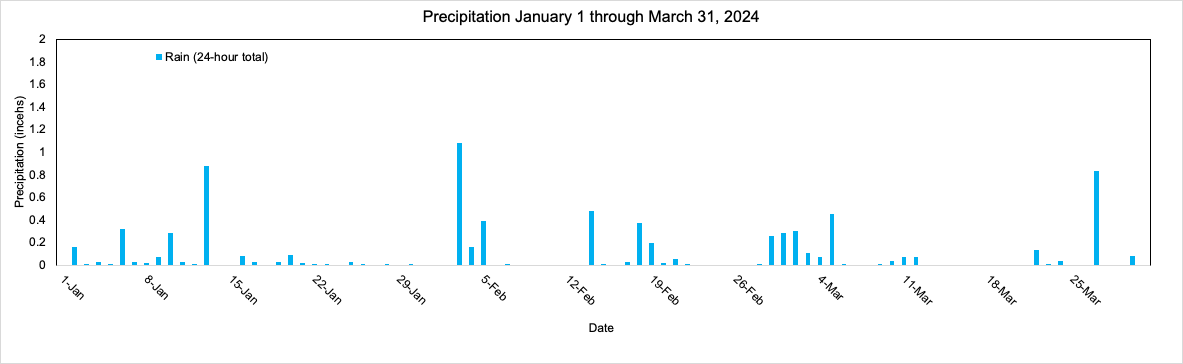 Precipitation January 1 through March 31, 2024
Rain (24-hour total)
Precipitation (incehs)
2
1.8
1.6
1.4
1.2
1
0.8
0.6
0.4
0.2
0
1-Jan
8-Jan
15-Jan
22-Jan
29-Jan
5-Feb
12-Feb
19-Feb
26-Feb
4-Mar
11-Mar
18-Mar
25-Mar
Date